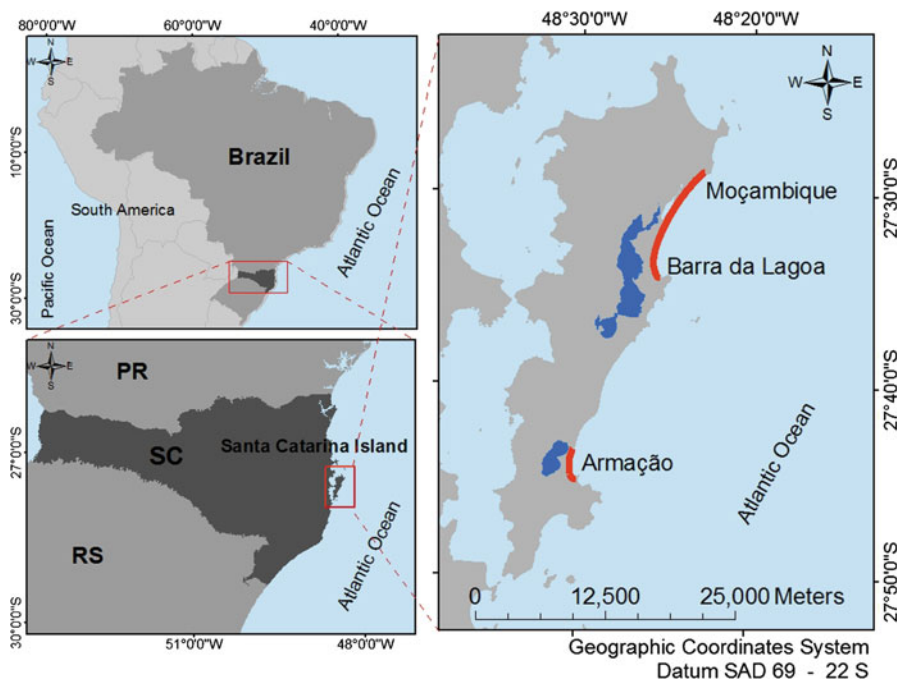 80°0'0"W 60°0'0"W 40°0'0"W
N
W E
S
10°0'0"S
30°0'0"S
Brazil
South America
Pacific Ocean
Atlantic Ocean
N
W E
S
PR
SC
Santa Catarina Island
RS
Atlantic Ocean
27°0'0"S
30°0'0"S
51°0'0"W 48°0'0"W
48°30'0"W 48°20'0"W
N
W E
S
Moçambique
27°30'0"S
Barra da Lagoa
27°40'0"S
Armação
Atlantic Ocean
27°50'0"S
0 12,500 25,000 Meters
Geographic Coordinates System
Datum SAD 69 - 22 S